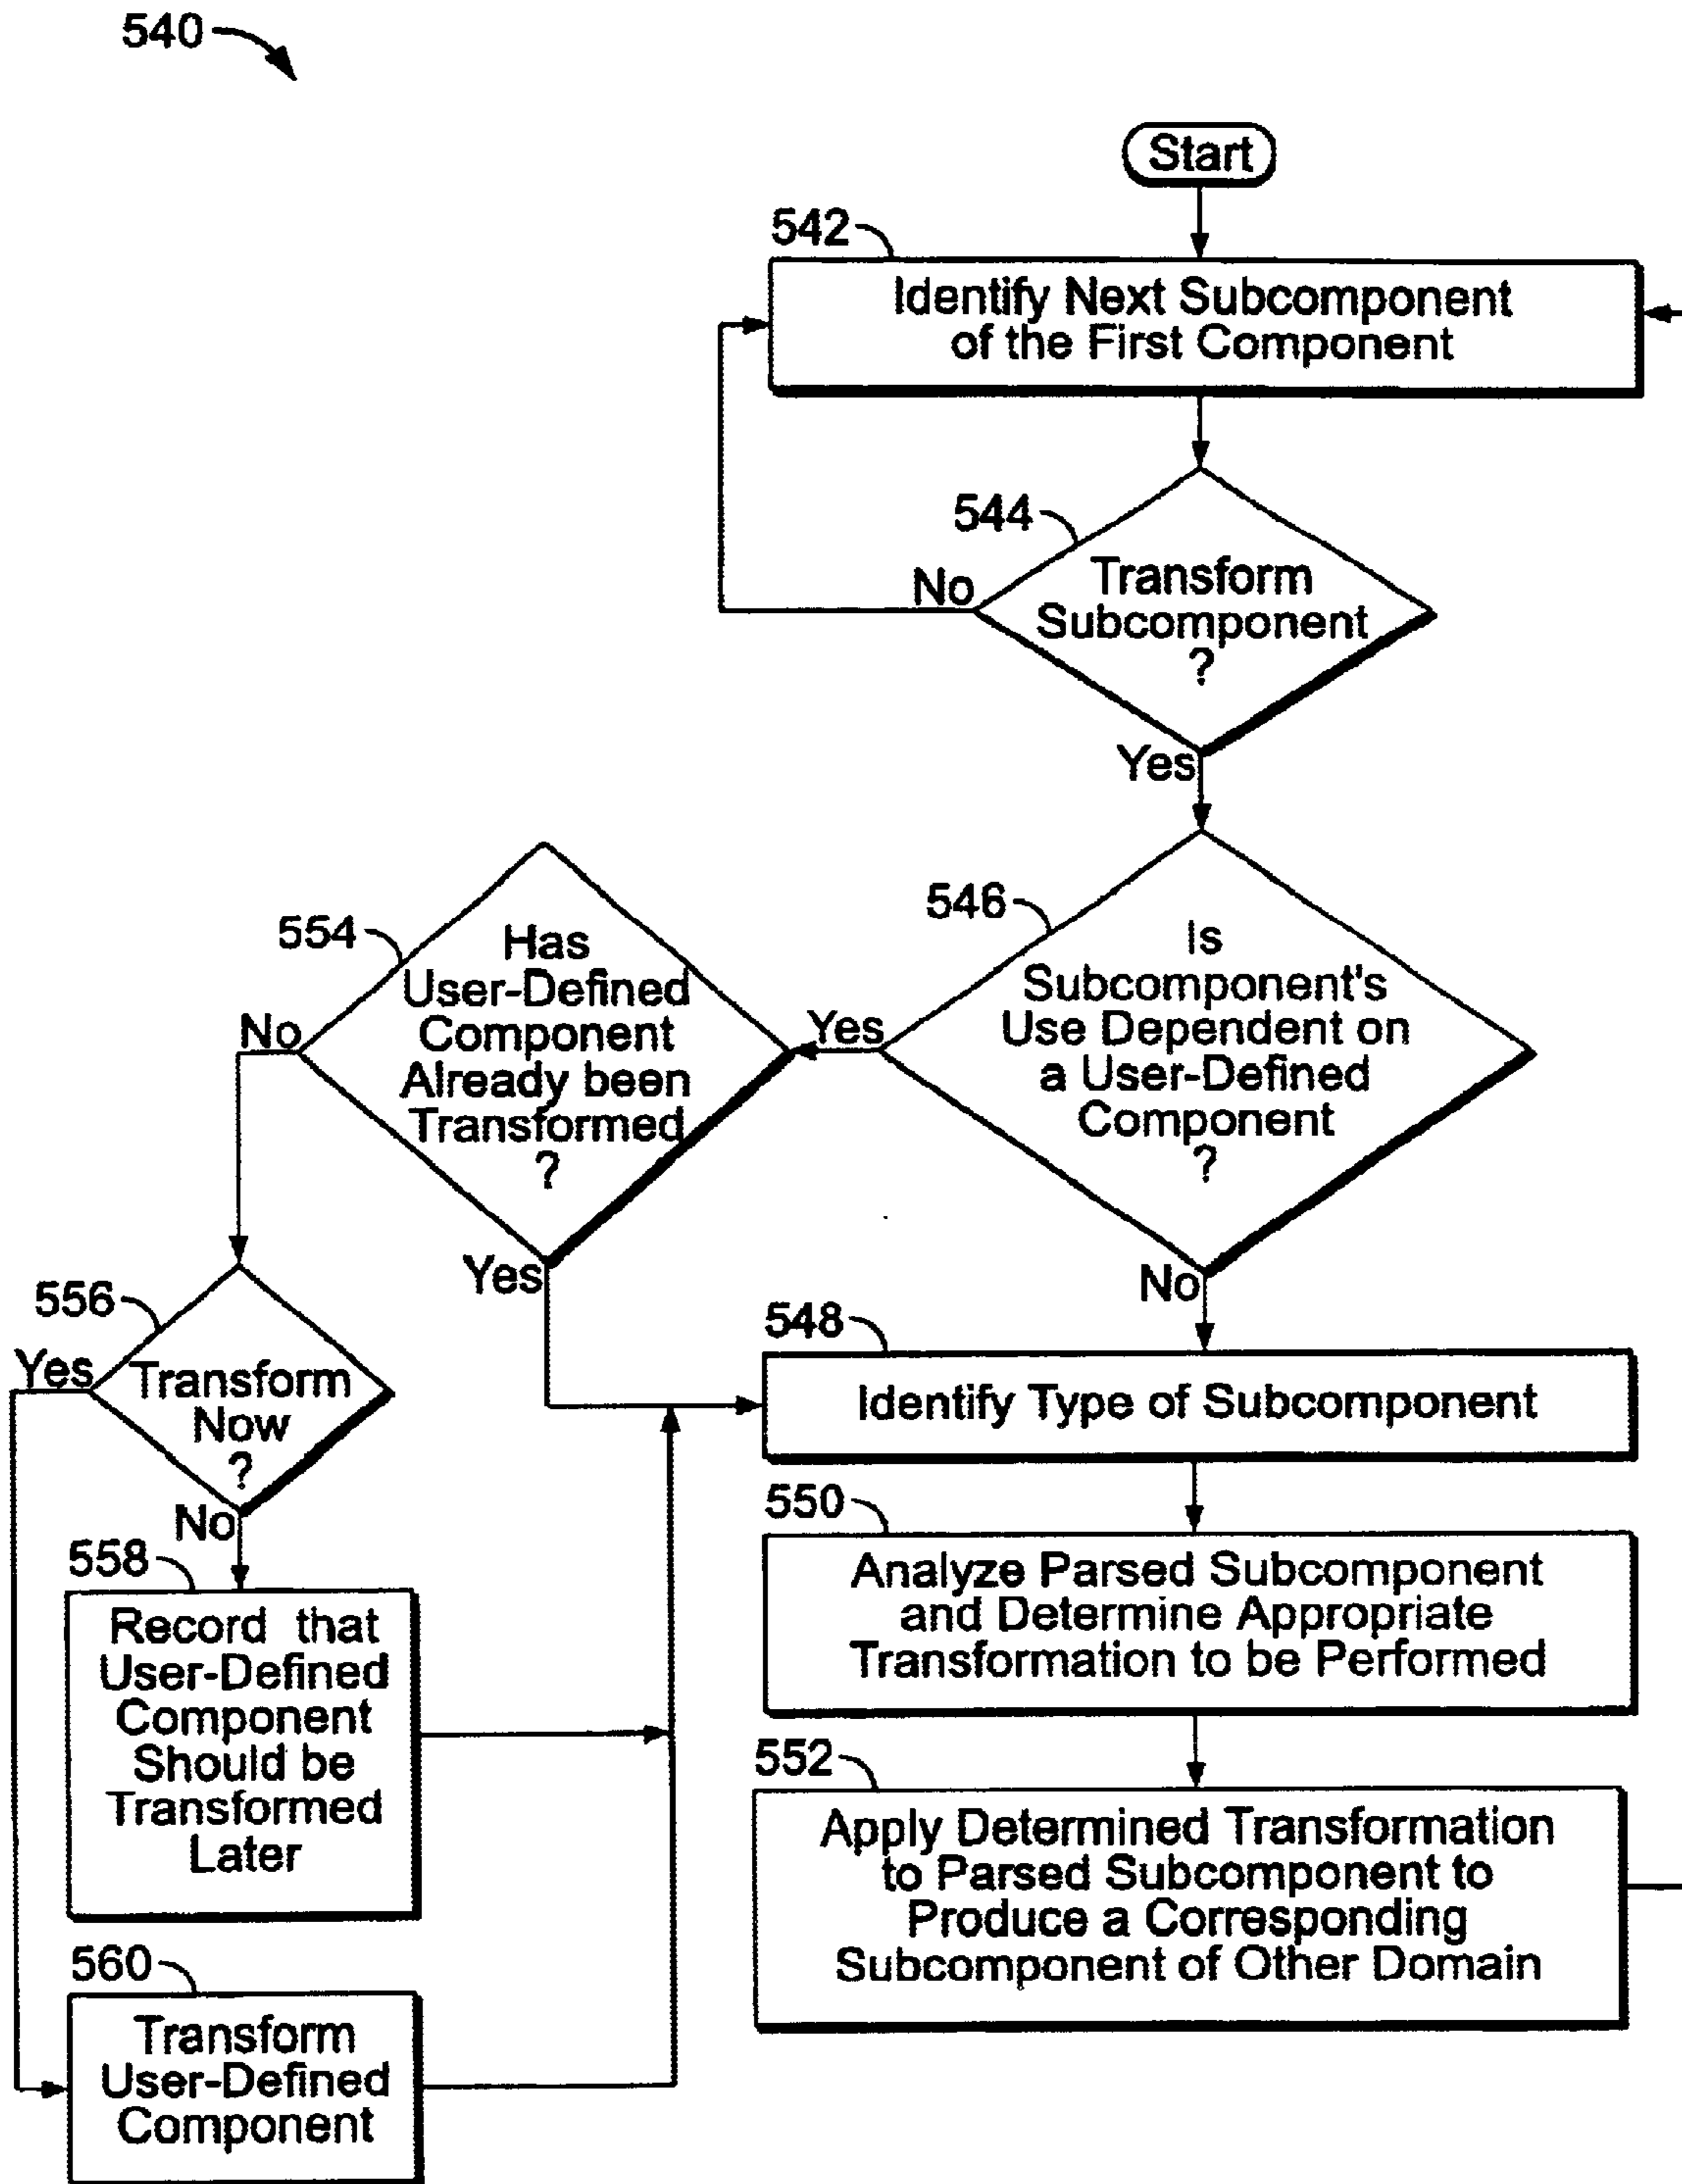 540
Start
542
Identify Next Subcomponent
of the First Component
544
Transform
Subcomponent
?
No
Yes
546
Is
Subcomponent's
Use Dependent on
a User-Defined
Component
?
Yes
No
554
Has
User-Defined
Component
Already been
Transformed
?
No
Yes
556
Transform
Now
?
Yes
No
548
Identify Type of Subcomponent
550
Analyze Parsed Subcomponent
and Determine Appropriate
Transformation to be Performed
552
Apply Determined Transformation
to Parsed Subcomponent to
Produce a Corresponding
Subcomponent of Other Domain
558
Record that
User-Defined
Component
Should be
Transformed
Later
560
Transform
User-Defined
Component